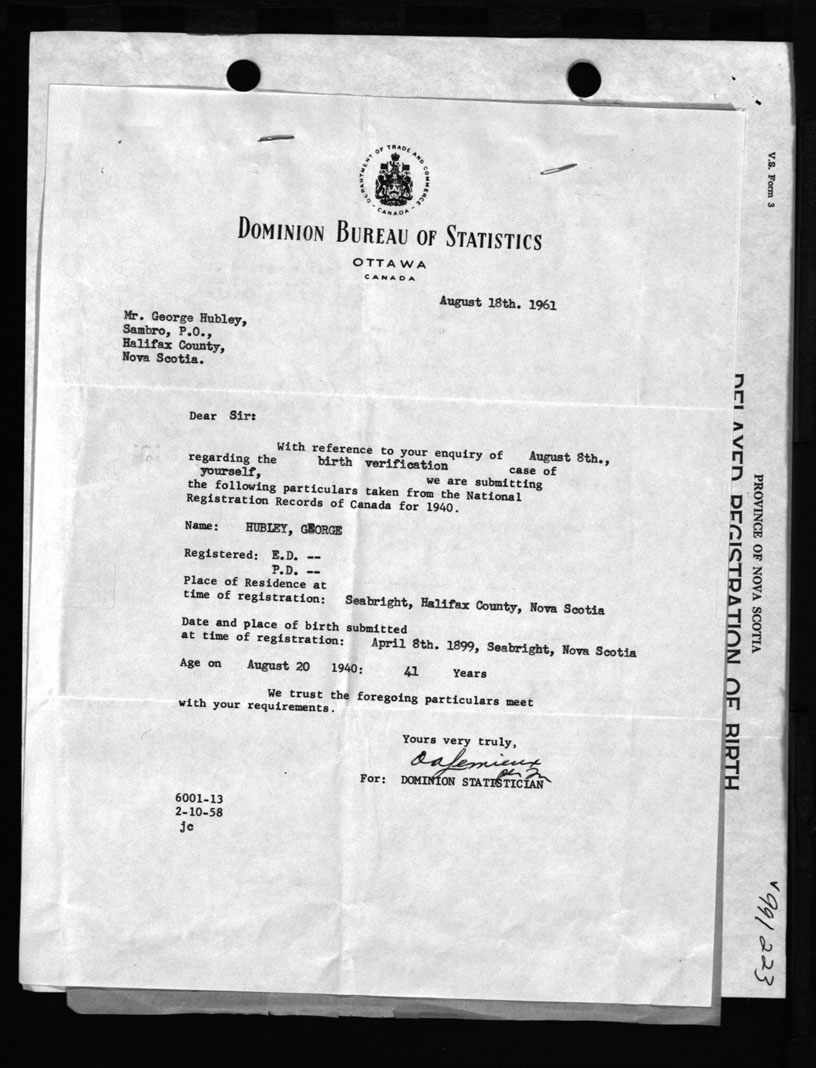 DEPARTMENT OF TRADE AND COMMERCE
- CANADA -
DOMINION BUREAU OF STATISTICS
OTTAWA
CANADA
August 18th. 1961
Mr. George Hubley,
Sambro, P.O.,
Halifax County,
Nova Scotia.
Dear Sir:
With reference to your enquiry of August 8th.,
regarding the birth verification case of
yourself, we are submitting
the following particulars taken from the National
Registration Records of Canada for 1940.
Name: HUBLEY, GEORGE
Registered: E.D. --
P.D. --
Place of Residence at
time of registration: Seabright, Halifax County, Nova Scotia
Date and place of birth submitted
at time of registration: April 8th. 1899, Seabright, Nova Scotia
Age on August 20 1940: 41 Years
We trust the foregoing particulars meet
with your requirements.
Yours very truly,
For: DOMINION STATISTICIAN
6001-13
2-10-58
jc
V.S. Form 3
PROVINCE OF NOVA SCOTIA
DELAYED REGISTRATION OF BIRTH
V991223